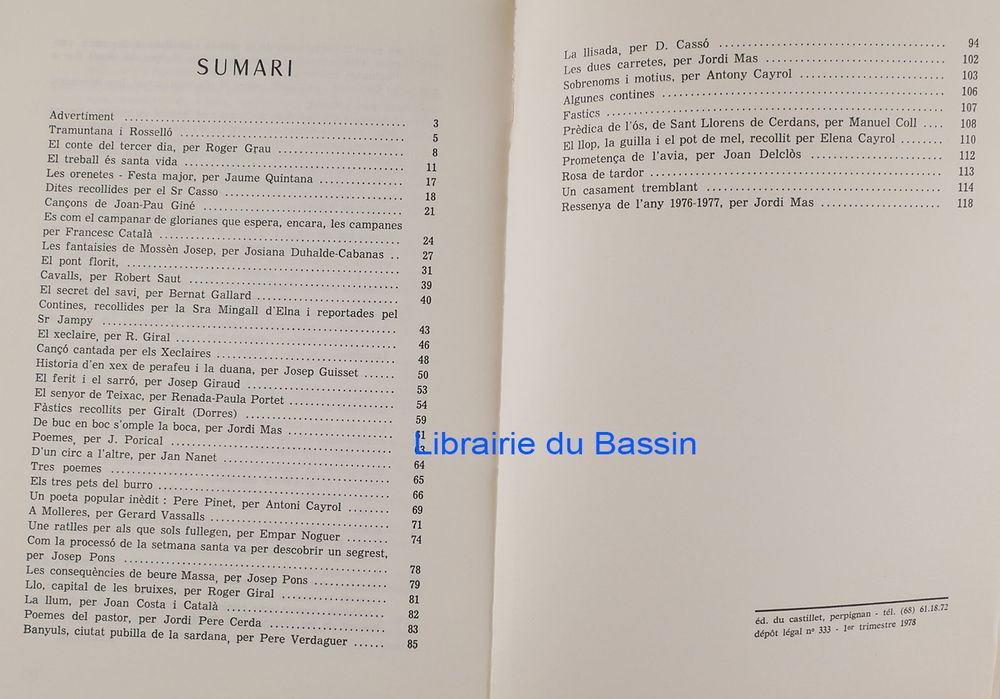 SUMARI
Advertiment .......... 3
Tramuntana i Rosselló .......... 5
El conte del tercer dia, per Roger Grau .......... 8
El treball és santa vida .......... 11
Les orenetes - Festa major, per Jaume Quintana .......... 17
Dites recollides per el Sr Casso .......... 18
Cançons de Joan-Pau Giné .......... 21
Es com el campanar de glorianes que espera, encara, les campanes
per Francesc Català .......... 24
Les fantaisies de Mossèn Josep, per Josiana Duhalde-Cabanas .. 27
El pont florit, .......... 31
Cavalls, per Robert Saut .......... 39
El secret del savi, per Bernat Gallard .......... 40
Contines, recollides per la Sra Mingall d'Elna i reportades pel
Sr Jampy .......... 43
El xeclaire, per R. Giral .......... 46
Cançó cantada per els Xeclaires .......... 48
Historia d'en xex de perafeu i la duana, per Josep Guisset ...... 50
El ferit i el sarró, per Josep Giraud .......... 53
El senyor de Teixac, per Renada-Paula Portet .......... 54
Fàstics recollits per Giralt (Dorres) .......... 59
De buc en boc s'omple la boca, per Jordi Mas .......... 61
Poemes, per J. Porical .......... 63
D'un circ a l'altre, per Jan Nanet .......... 64
Tres poemes .......... 65
Els tres pets del burro .......... 66
Un poeta popular inèdit : Pere Pinet, per Antoni Cayrol ........ 69
A Molleres, per Gerard Vassalls .......... 71
Une ratlles per als que sols fullegen, per Empar Noguer ........ 74
Com la processó de la setmana santa va per descobrir un segrest,
per Josep Pons .......... 78
Les conseqüències de beure Massa, per Josep Pons .......... 79
Llo, capital de les bruixes, per Roger Giral .......... 81
La llum, per Joan Costa i Català .......... 82
Poemes del pastor, per Jordi Pere Cerda .......... 83
Banyuls, ciutat pubilla de la sardana, per Pere Verdaguer ...... 85
La llisada, per D. Cassó .......... 94
Les dues carretes, per Jordi Mas .......... 102
Sobrenoms i motius, per Antony Cayrol .......... 103
Algunes contines .......... 106
Fastics .......... 107
Prèdica de l'ós, de Sant Llorens de Cerdans, per Manuel Coll .... 108
El llop, la guilla i el pot de mel, recollit per Elena Cayrol ........ 110
Prometença de l'avia, per Joan Delclòs .......... 112
Rosa de tardor .......... 113
Un casament tremblant .......... 114
Ressenya de l'any 1976-1977, per Jordi Mas .......... 118
Librairie du Bassin
éd. du castillet, perpignan - tél. (68) 61.18.72
dépôt légal nº 333 - 1er trimestre 1978